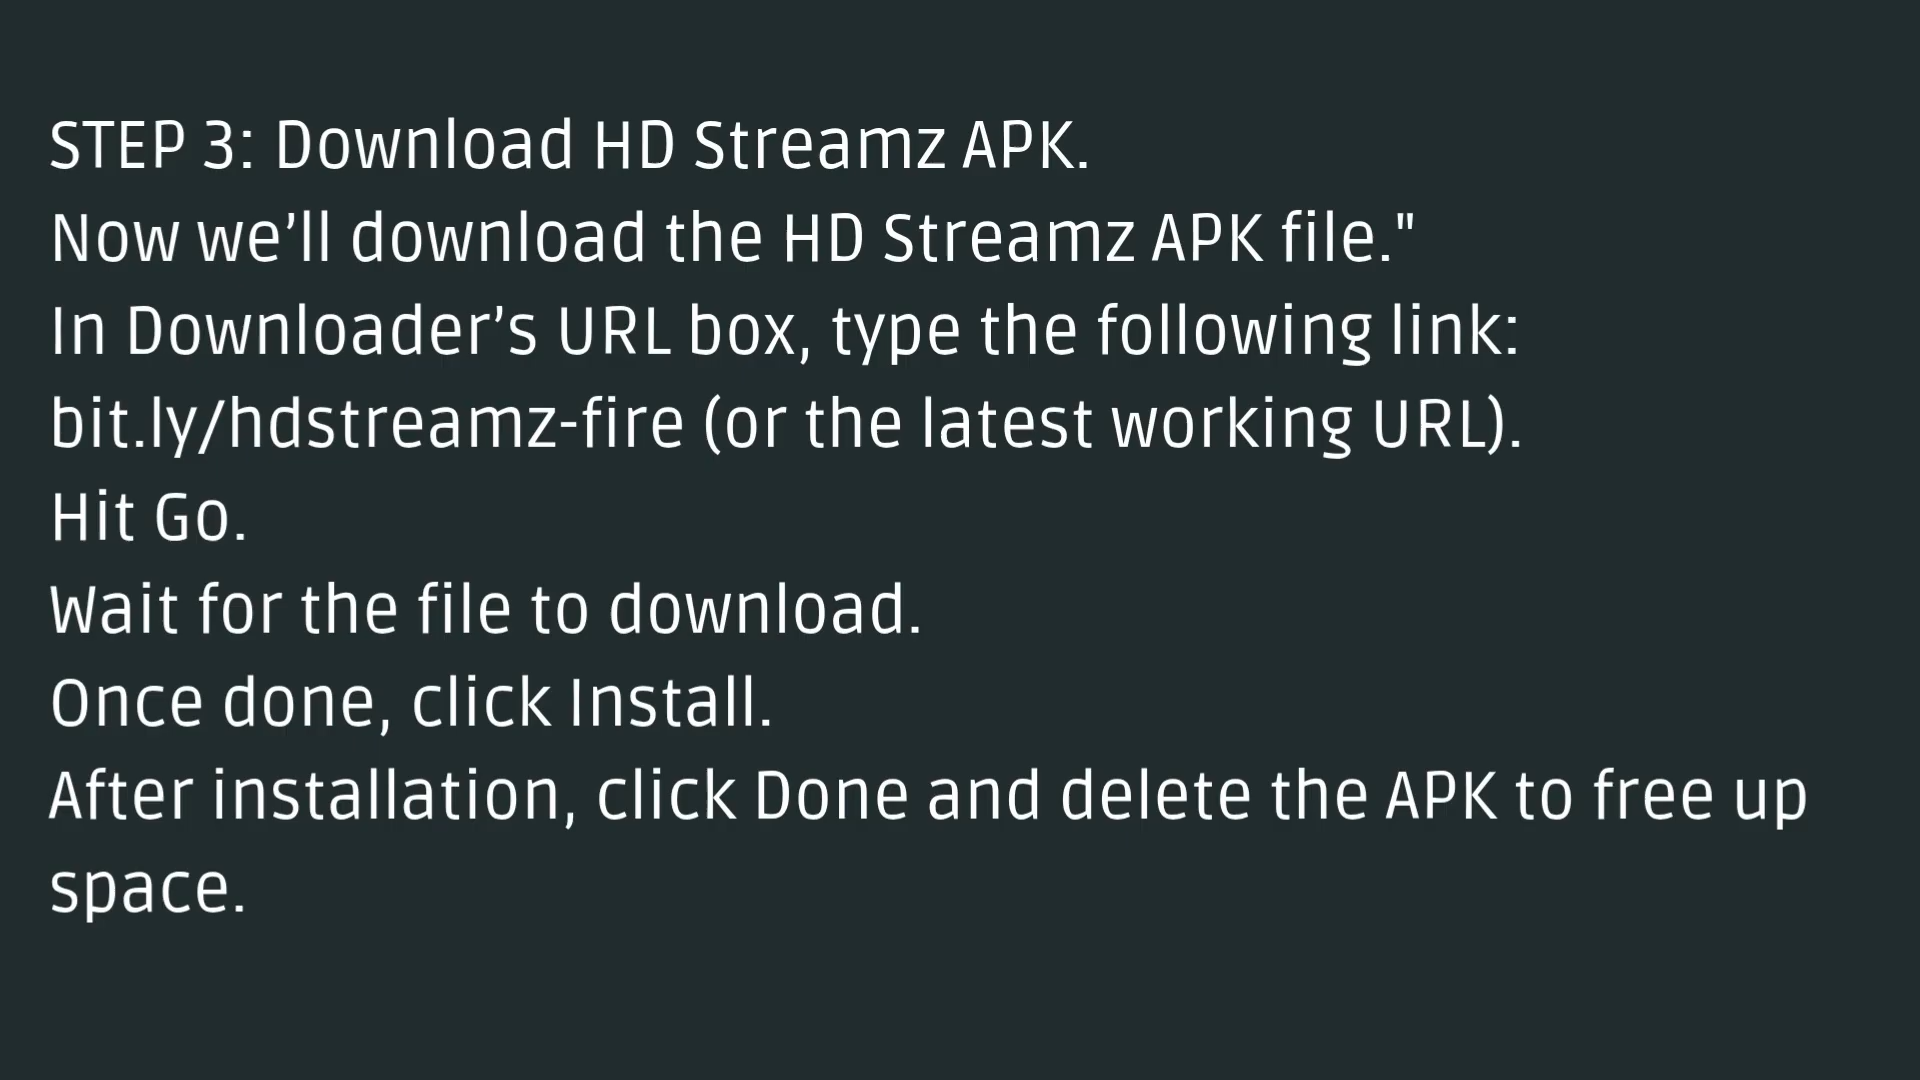 STEP 3: Download HD Streamz APK.
Now we’ll download the HD Streamz APK file."
In Downloader’s URL box, type the following link:
bit.ly/hdstreamz-fire (or the latest working URL).
Hit Go.
Wait for the file to download.
Once done, click Install.
After installation, click Done and delete the APK to free up
space.